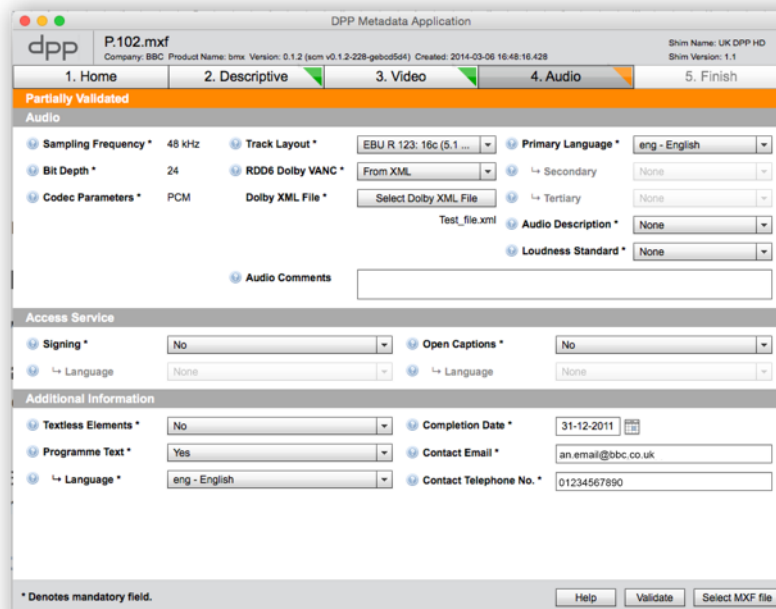 DPP Metadata Application
dpp
P.102.mxf
Company: BBC Product Name: bmx Version: 0.1.2 (scm v0.1.2-228-gebcd5d4) Created: 2014-03-06 16:48:16.428
Shim Name: UK DPP HD
Shim Version: 1.1
1. Home 2. Descriptive 3. Video 4. Audio 5. Finish
Partially Validated
Audio
Sampling Frequency * 48 kHz Track Layout * EBU R 123: 16c (5.1 ... Primary Language * eng - English
Bit Depth * 24 RDD6 Dolby VANC * From XML ↳ Secondary None
Codec Parameters * PCM Dolby XML File * Select Dolby XML File ↳ Tertiary None
Test_file.xml Audio Description * None
Loudness Standard * None
Audio Comments
Access Service
Signing * No Open Captions * No
↳ Language None ↳ Language None
Additional Information
Textless Elements * No Completion Date * 31-12-2011
Programme Text * Yes Contact Email * an.email@bbc.co.uk
↳ Language * eng - English Contact Telephone No. * 01234567890
* Denotes mandatory field. Help Validate Select MXF file